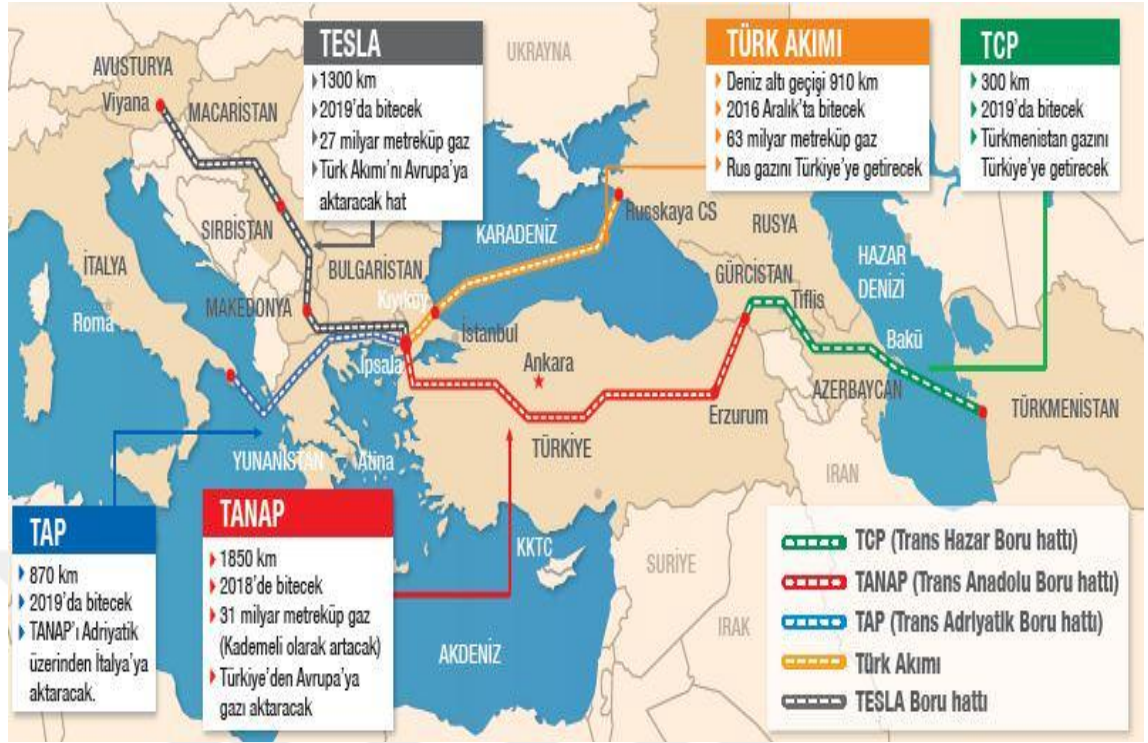 TESLA
1300 km
2019'da bitecek
27 milyar metreküp gaz
Türk Akımı'nı Avrupa'ya
aktaracak hat
TÜRK AKIMI
Deniz altı geçişi 910 km
2016 Aralık'ta bitecek
63 milyar metreküp gaz
Rus gazını Türkiye'ye getirecek
TCP
300 km
2019'da bitecek
Türkmenistan gazını
Türkiye'ye getirecek
UKRAYNA
AVUSTURYA
Viyana
MACARİSTAN
SIRBİSTAN
İTALYA
Roma
MAKEDONYA
BULGARİSTAN
KARADENİZ
Russkaya CS
RUSYA
GÜRCİSTAN
Tiflis
HAZAR
DENİZİ
Bakü
Kıyıköy
İstanbul
İpsala
Ankara
Erzurum
AZERBAYCAN
TÜRKMENİSTAN
TÜRKİYE
YUNANİSTAN
Atina
IRAN
KKTC
SURİYE
IRAK
AKDENİZ
TAP
870 km
2019'da bitecek
TANAP'ı Adriyatik
üzerinden İtalya'ya
aktaracak.
TANAP
1850 km
2018'de bitecek
31 milyar metreküp gaz
(Kademeli olarak artacak)
Türkiye'den Avrupa'ya
gazı aktaracak
TCP (Trans Hazar Boru hattı)
TANAP (Trans Anadolu Boru hattı)
TAP (Trans Adriyatik Boru hattı)
Türk Akımı
TESLA Boru hattı